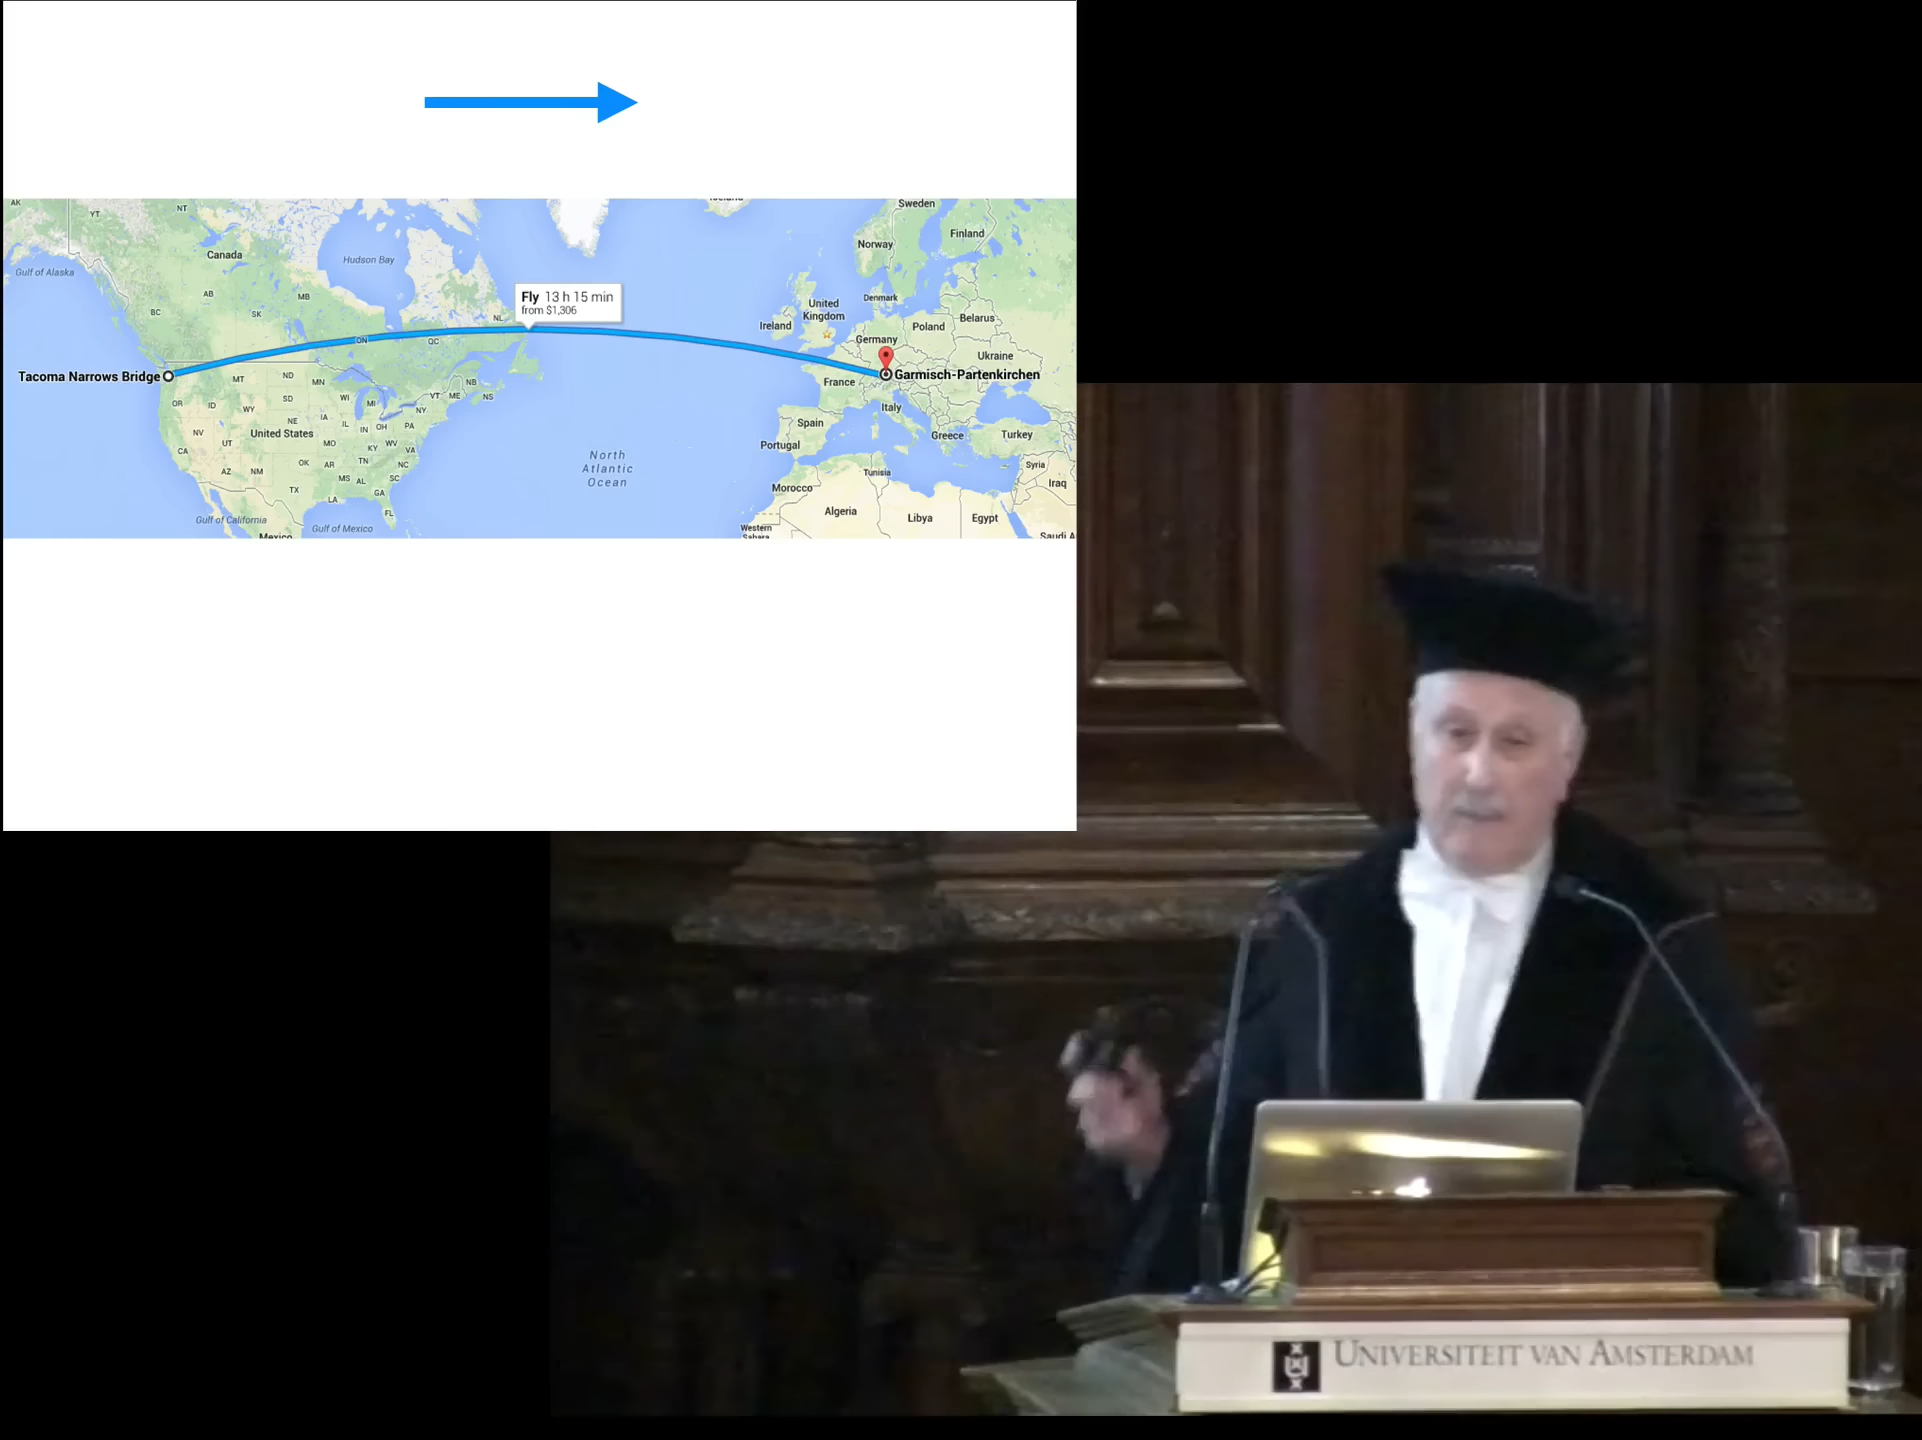 Iceland
Sweden
AK
YT
NT
Finland
Norway
Canada
Hudson Bay
Gulf of Alaska
AB
MB
BC
SK
NL
Fly 13 h 15 min
from $1,306
Denmark
United
Kingdom
Ireland
Belarus
Poland
Germany
Ukraine
ON
QC
Tacoma Narrows Bridge
Garmisch-Partenkirchen
France
MT
ND
MN
NB
NS
OR
ID
WY
SD
WI
MI
VT
ME
NY
Italy
NE
IA
IL
IN
OH
PA
Spain
Portugal
Greece
Turkey
NV
UT
United States
MO
KY
WV
VA
CA
AZ
NM
OK
AR
TN
NC
North
Atlantic
Ocean
Tunisia
Syria
Iraq
MS
AL
SC
TX
LA
GA
FL
Morocco
Algeria
Libya
Egypt
Gulf of California
Gulf of Mexico
Mexico
Western
Sahara
Saudi A
UNIVERSITEIT VAN AMSTERDAM